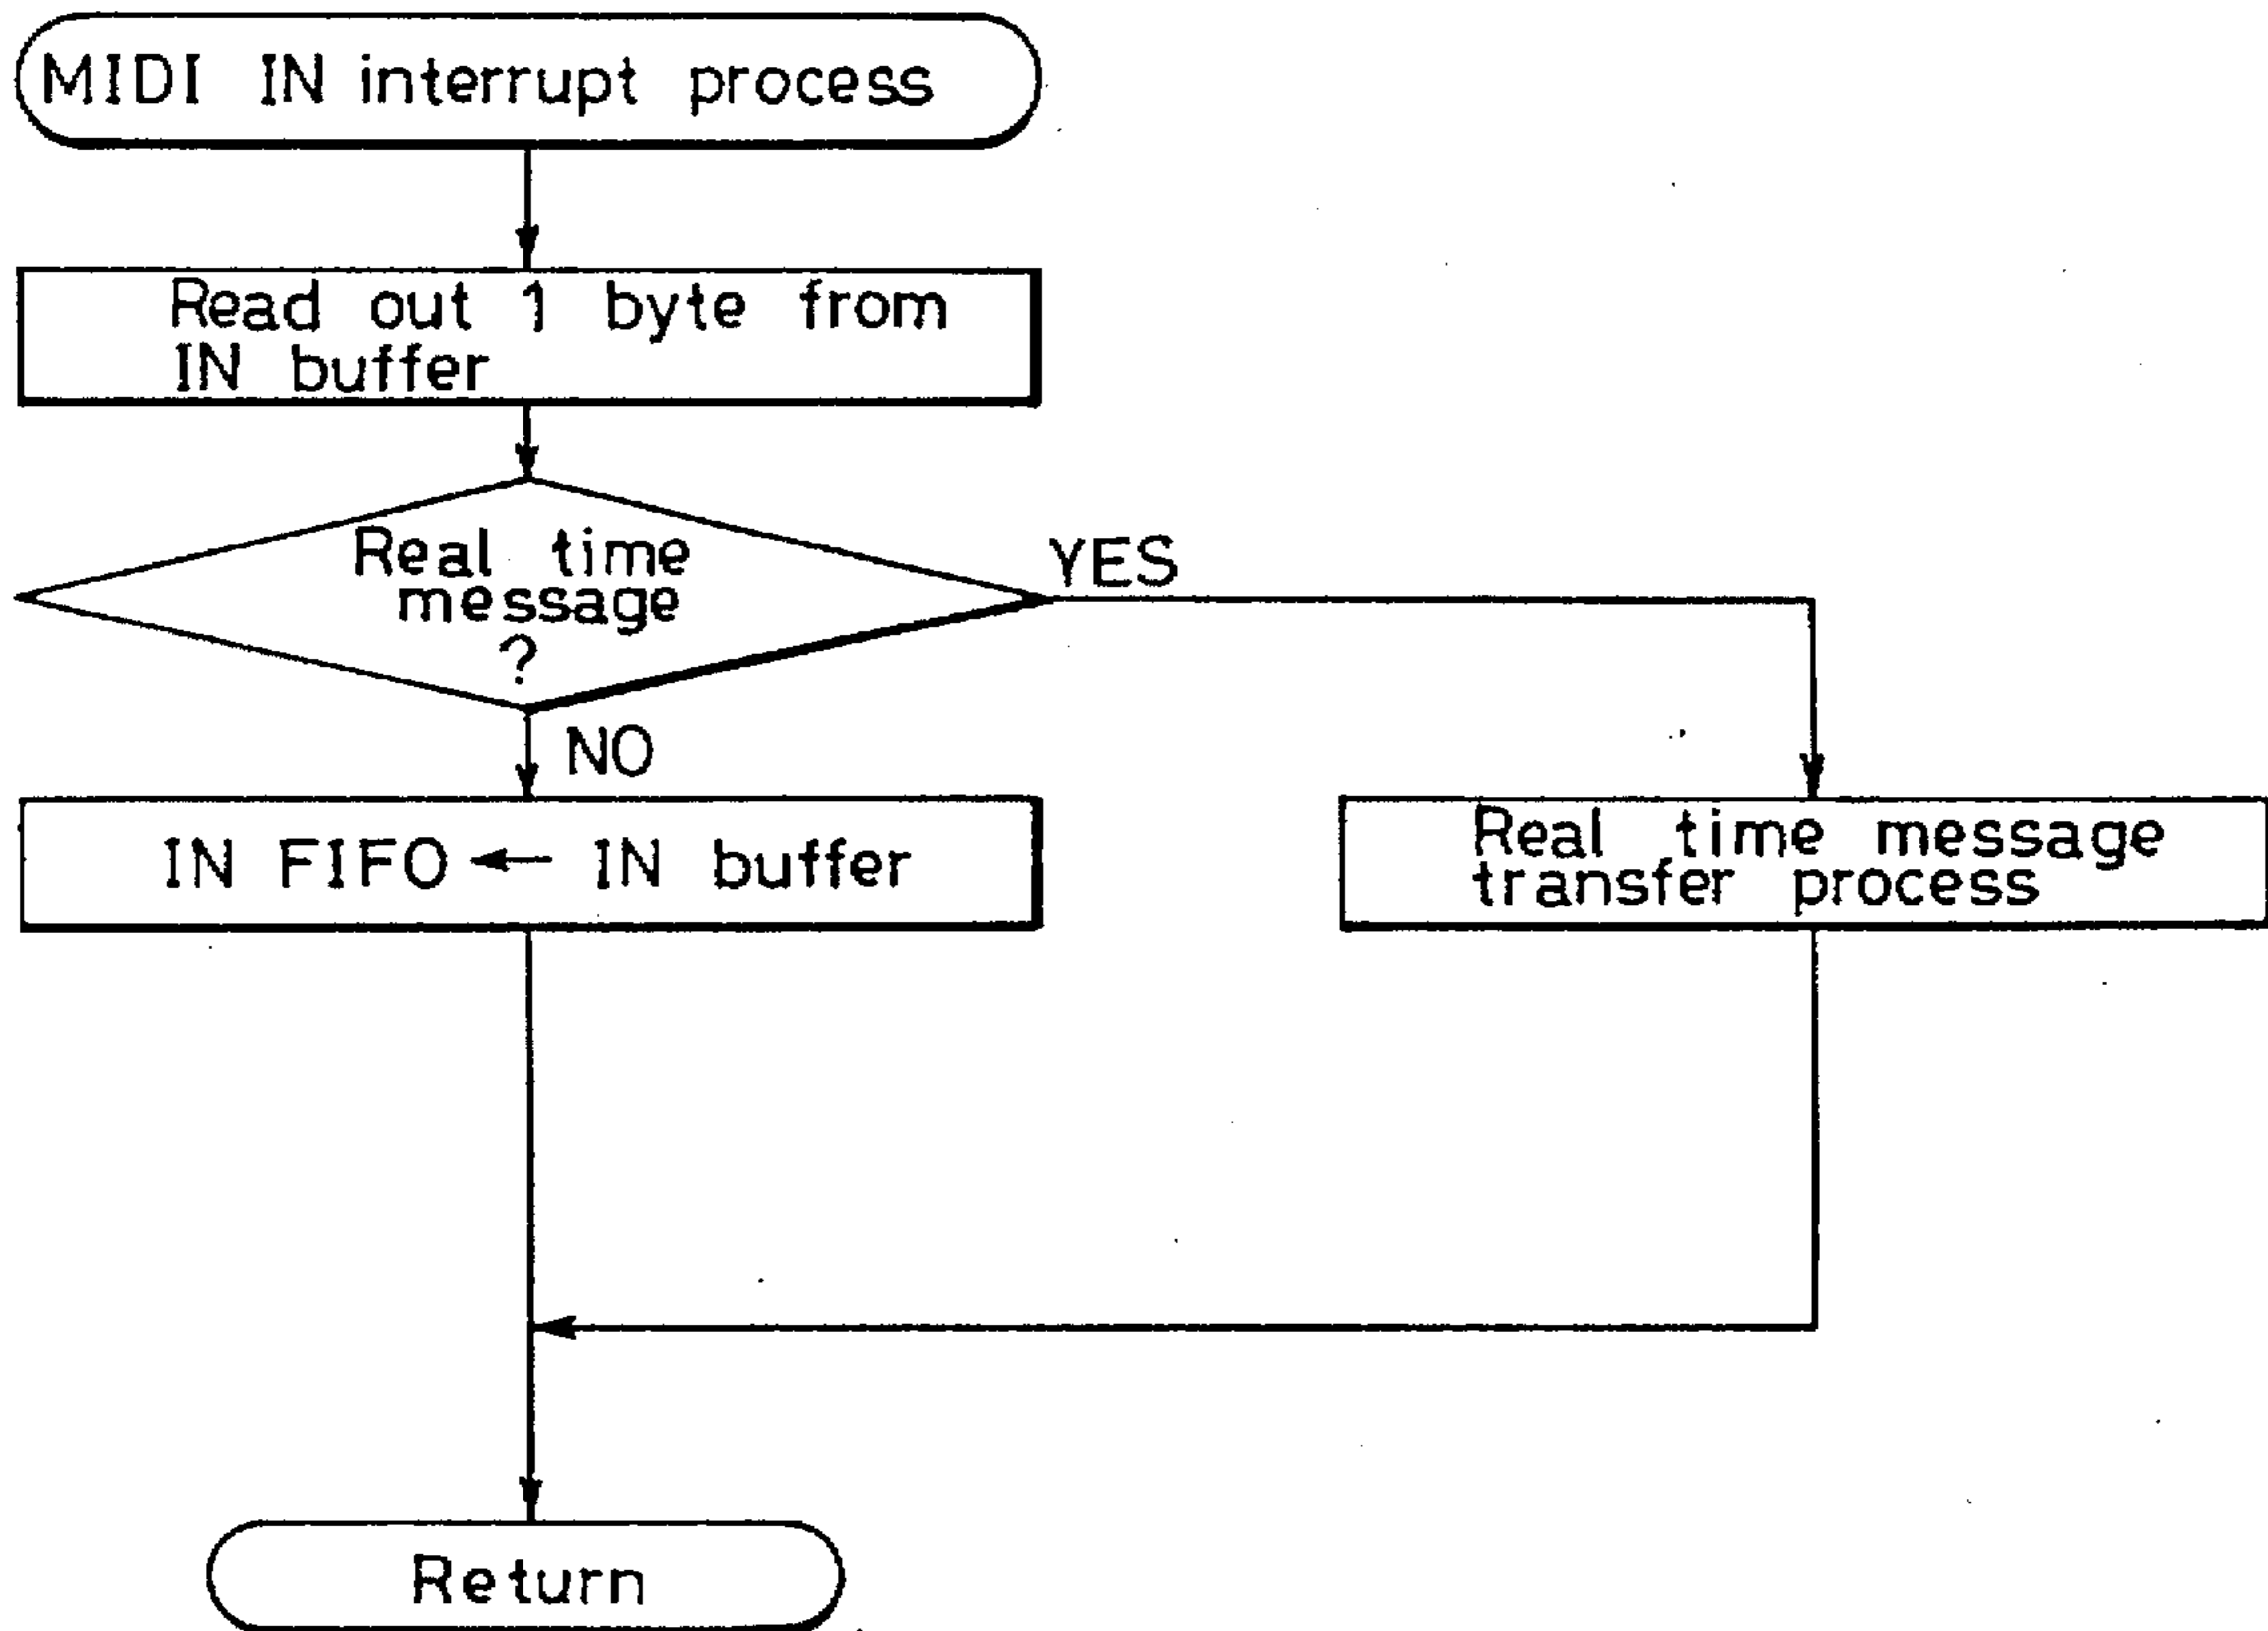 MIDI IN interrupt process
Read out 1 byte from
IN buffer
Real time
message
?
YES
NO
IN FIFO ← IN buffer
Real time message
transfer process
Return